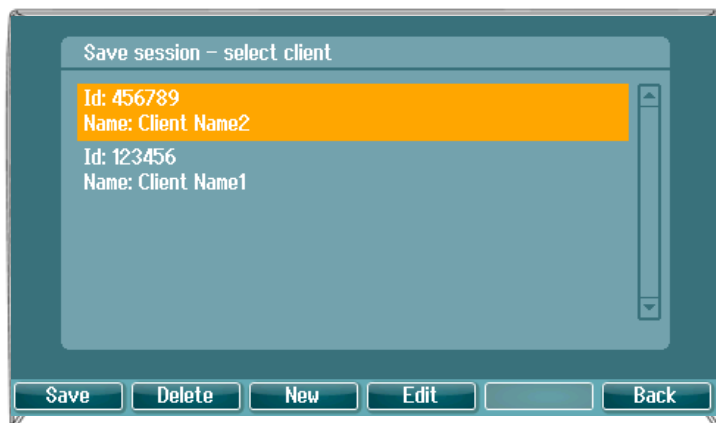 Save session – select client
Id: 456789
Name: Client Name2
Id: 123456
Name: Client Name1
Save Delete New Edit Back